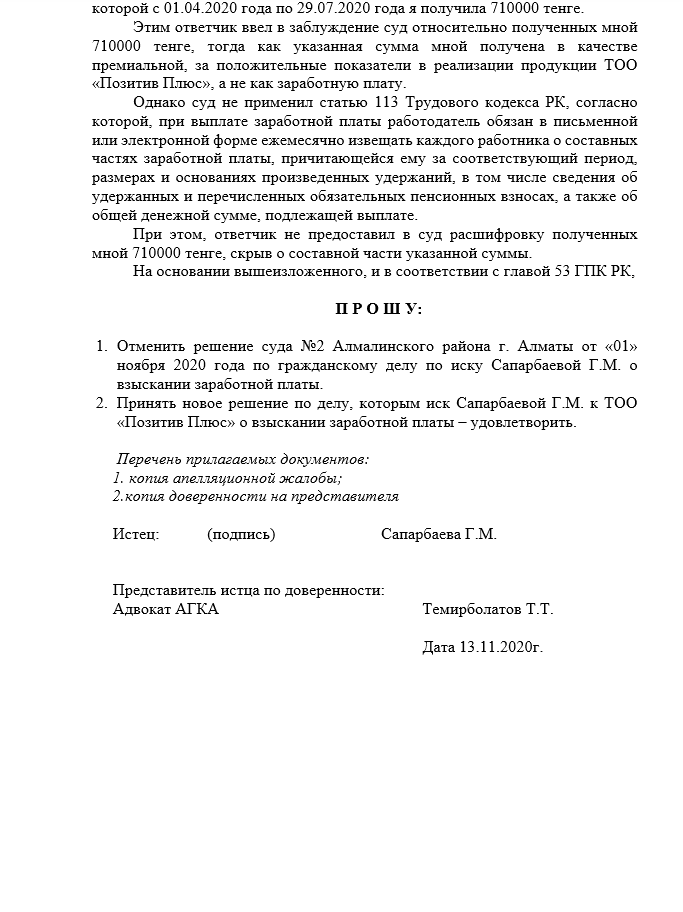 которой с 01.04.2020 года по 29.07.2020 года я получила 710000 тенге.
Этим ответчик ввел в заблуждение суд относительно полученных мной
710000 тенге, тогда как указанная сумма мной получена в качестве
премиальной, за положительные показатели в реализации продукции ТОО
«Позитив Плюс», а не как заработную плату.
Однако суд не применил статью 113 Трудового кодекса РК, согласно
которой, при выплате заработной платы работодатель обязан в письменной
или электронной форме ежемесячно извещать каждого работника о составных
частях заработной платы, причитающейся ему за соответствующий период,
размерах и основаниях произведенных удержаний, в том числе сведения об
удержанных и перечисленных обязательных пенсионных взносах, а также об
общей денежной сумме, подлежащей выплате.
При этом, ответчик не предоставил в суд расшифровку полученных
мной 710000 тенге, скрыв о составной части указанной суммы.
На основании вышеизложенного, и в соответствии с главой 53 ГПК РК,
П Р О Ш У:
1. Отменить решение суда №2 Алмалинского района г. Алматы от «01»
ноября 2020 года по гражданскому делу по иску Сапарбаевой Г.М. о
взыскании заработной платы.
2. Принять новое решение по делу, которым иск Сапарбаевой Г.М. к ТОО
«Позитив Плюс» о взыскании заработной платы – удовлетворить.
Перечень прилагаемых документов:
1. копия апелляционной жалобы;
2.копия доверенности на представителя
Истец: (подпись) Сапарбаева Г.М.
Представитель истца по доверенности:
Адвокат АГКА Темирболатов Т.Т.
Дата 13.11.2020г.